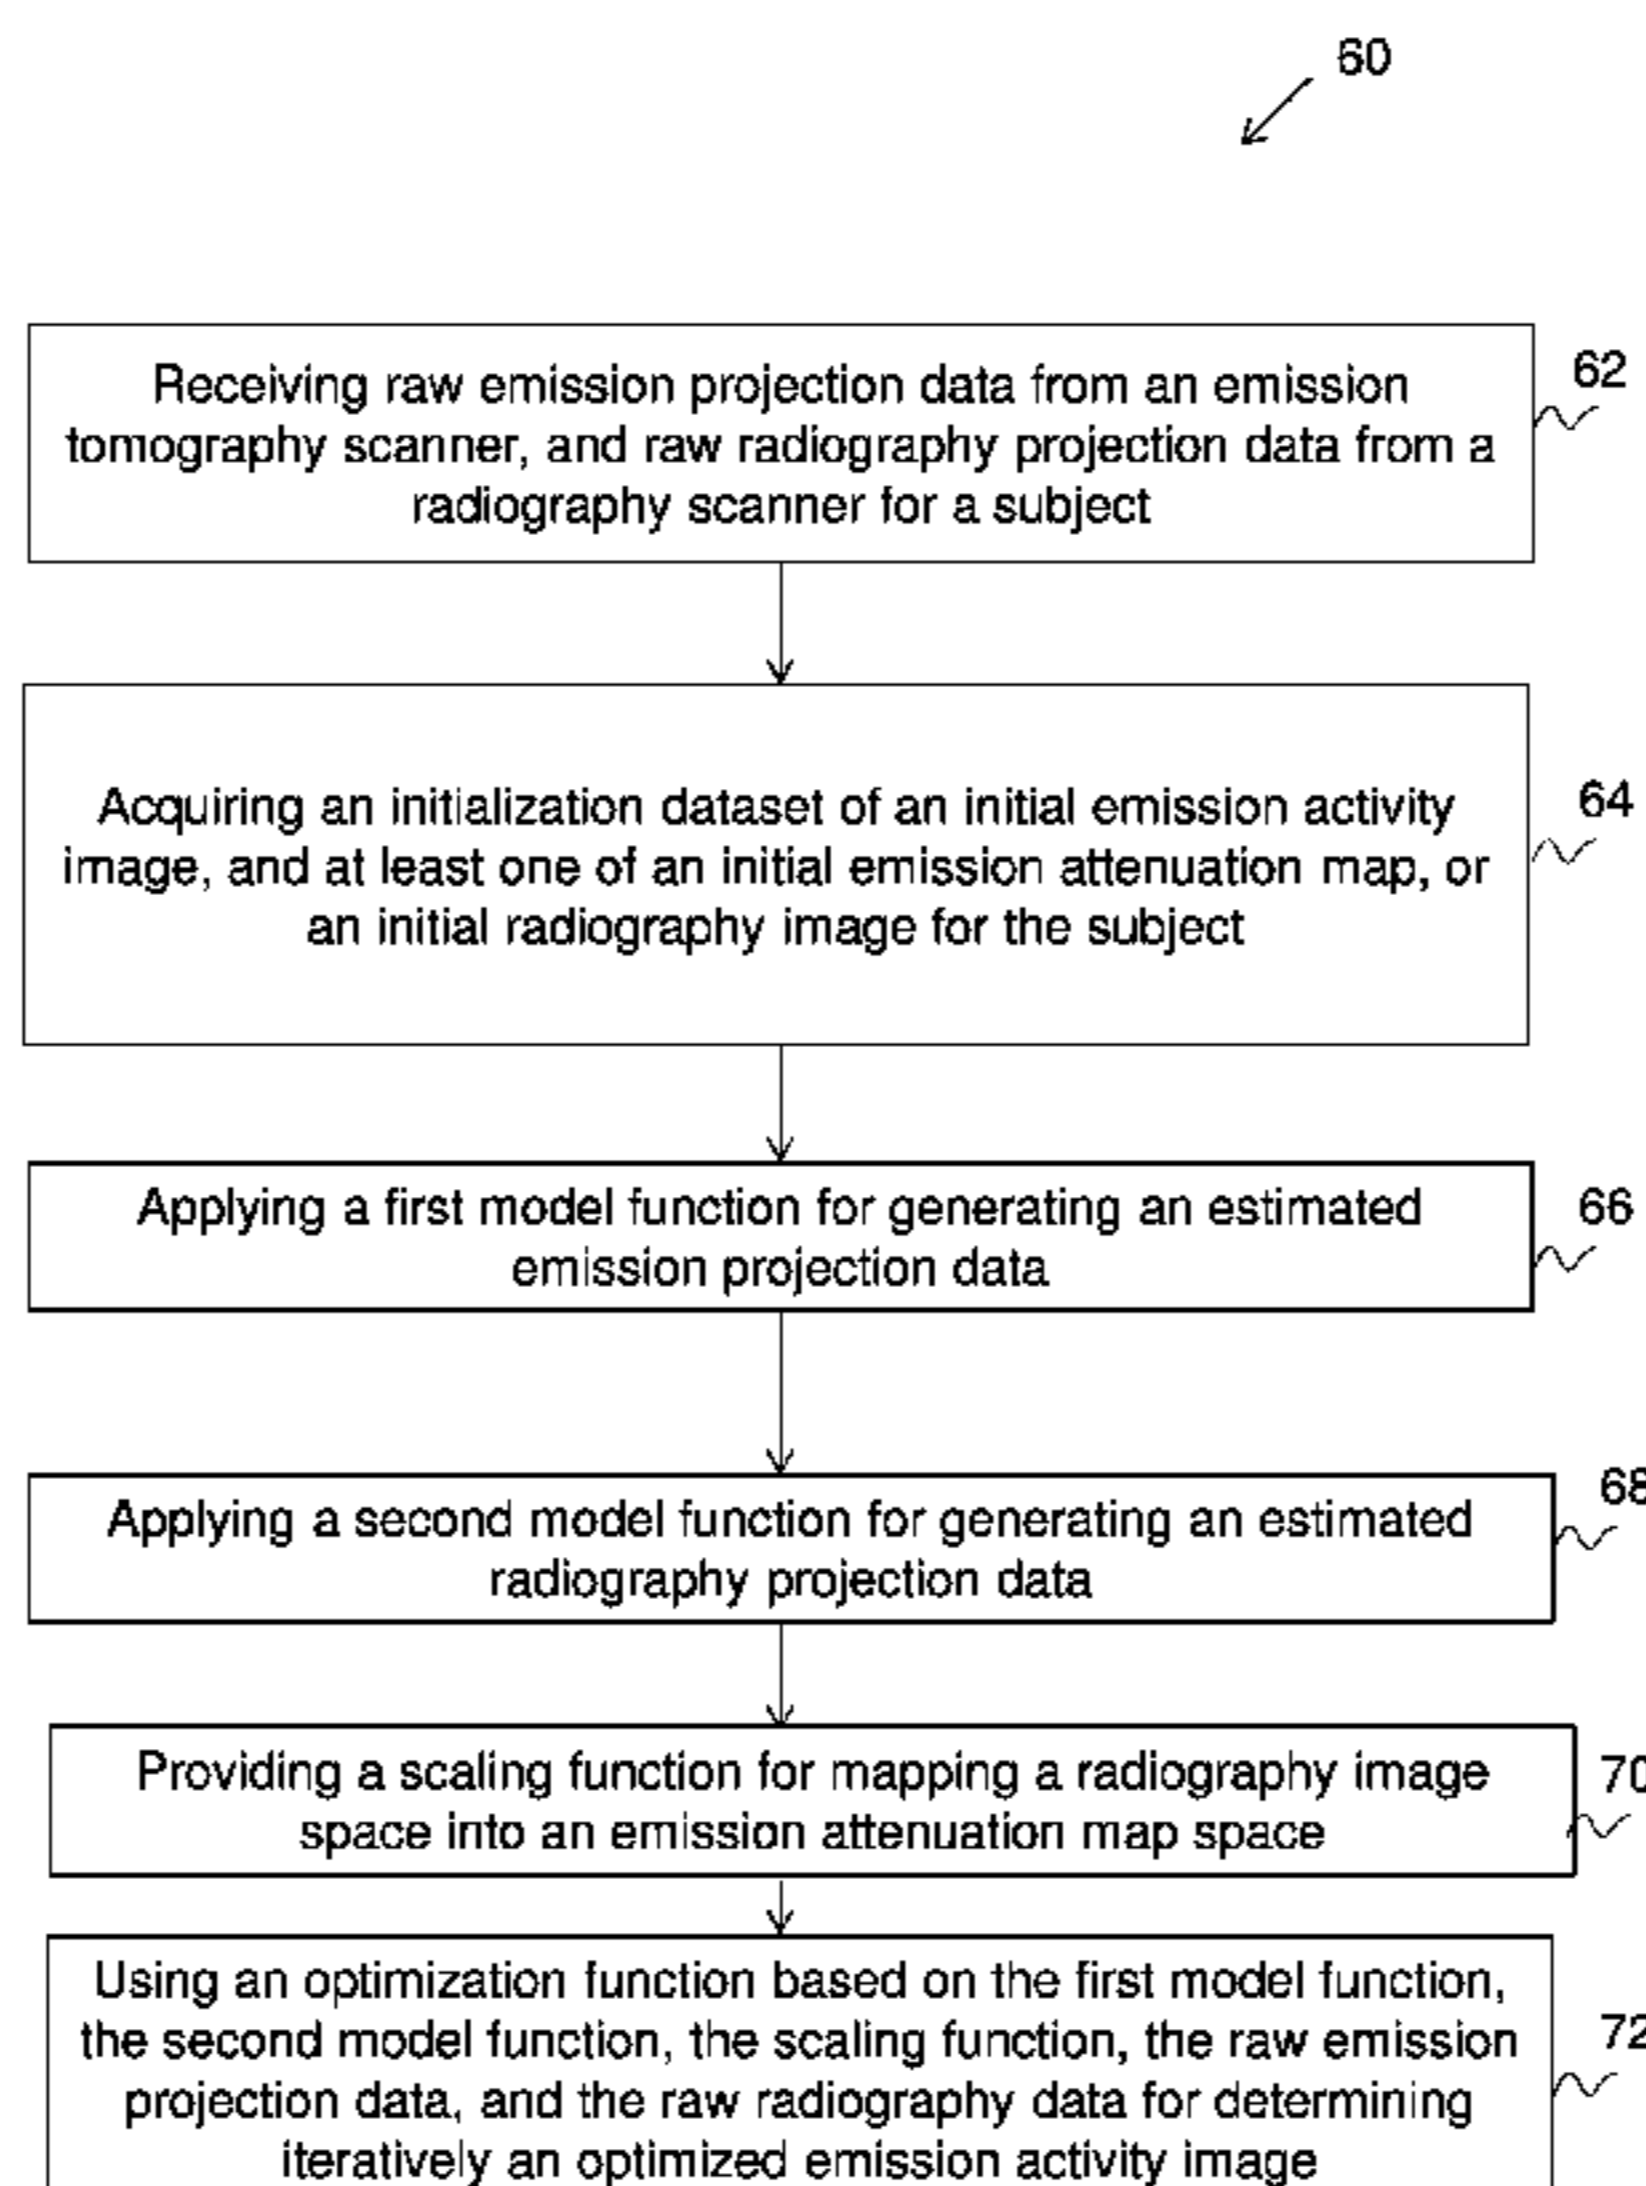 60
Receiving raw emission projection data from an emission
tomography scanner, and raw radiography projection data from a
radiography scanner for a subject
62
Acquiring an initialization dataset of an initial emission activity
image, and at least one of an initial emission attenuation map, or
an initial radiography image for the subject
64
Applying a first model function for generating an estimated
emission projection data
66
Applying a second model function for generating an estimated
radiography projection data
68
Providing a scaling function for mapping a radiography image
space into an emission attenuation map space
70
Using an optimization function based on the first model function,
the second model function, the scaling function, the raw emission
projection data, and the raw radiography data for determining
iteratively an optimized emission activity image
72